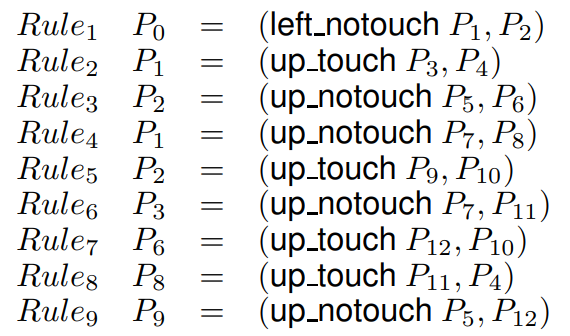 Rule₁ P₀ = (left_notouch P₁, P₂)
Rule₂ P₁ = (up_touch P₃, P₄)
Rule₃ P₂ = (up_notouch P₅, P₆)
Rule₄ P₁ = (up_notouch P₇, P₈)
Rule₅ P₂ = (up_touch P₉, P₁₀)
Rule₆ P₃ = (up_notouch P₇, P₁₁)
Rule₇ P₆ = (up_touch P₁₂, P₁₀)
Rule₈ P₈ = (up_touch P₁₁, P₄)
Rule₉ P₉ = (up_notouch P₅, P₁₂)